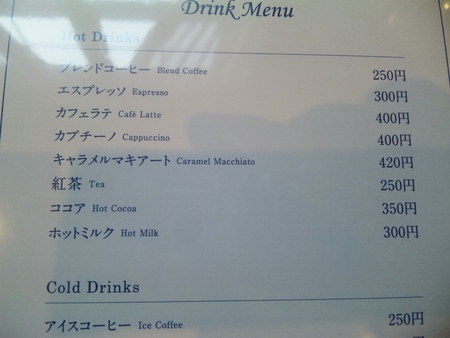 Drink Menu
Hot Drinks
ブレンドコーヒー Blend Coffee 250円
エスプレッソ Espresso 300円
カフェラテ Café Latte 400円
カプチーノ Cappuccino 400円
キャラメルマキアート Caramel Macchiato 420円
紅茶 Tea 250円
ココア Hot Cocoa 350円
ホットミルク Hot Milk 300円
Cold Drinks
アイスコーヒー Ice Coffee 250円